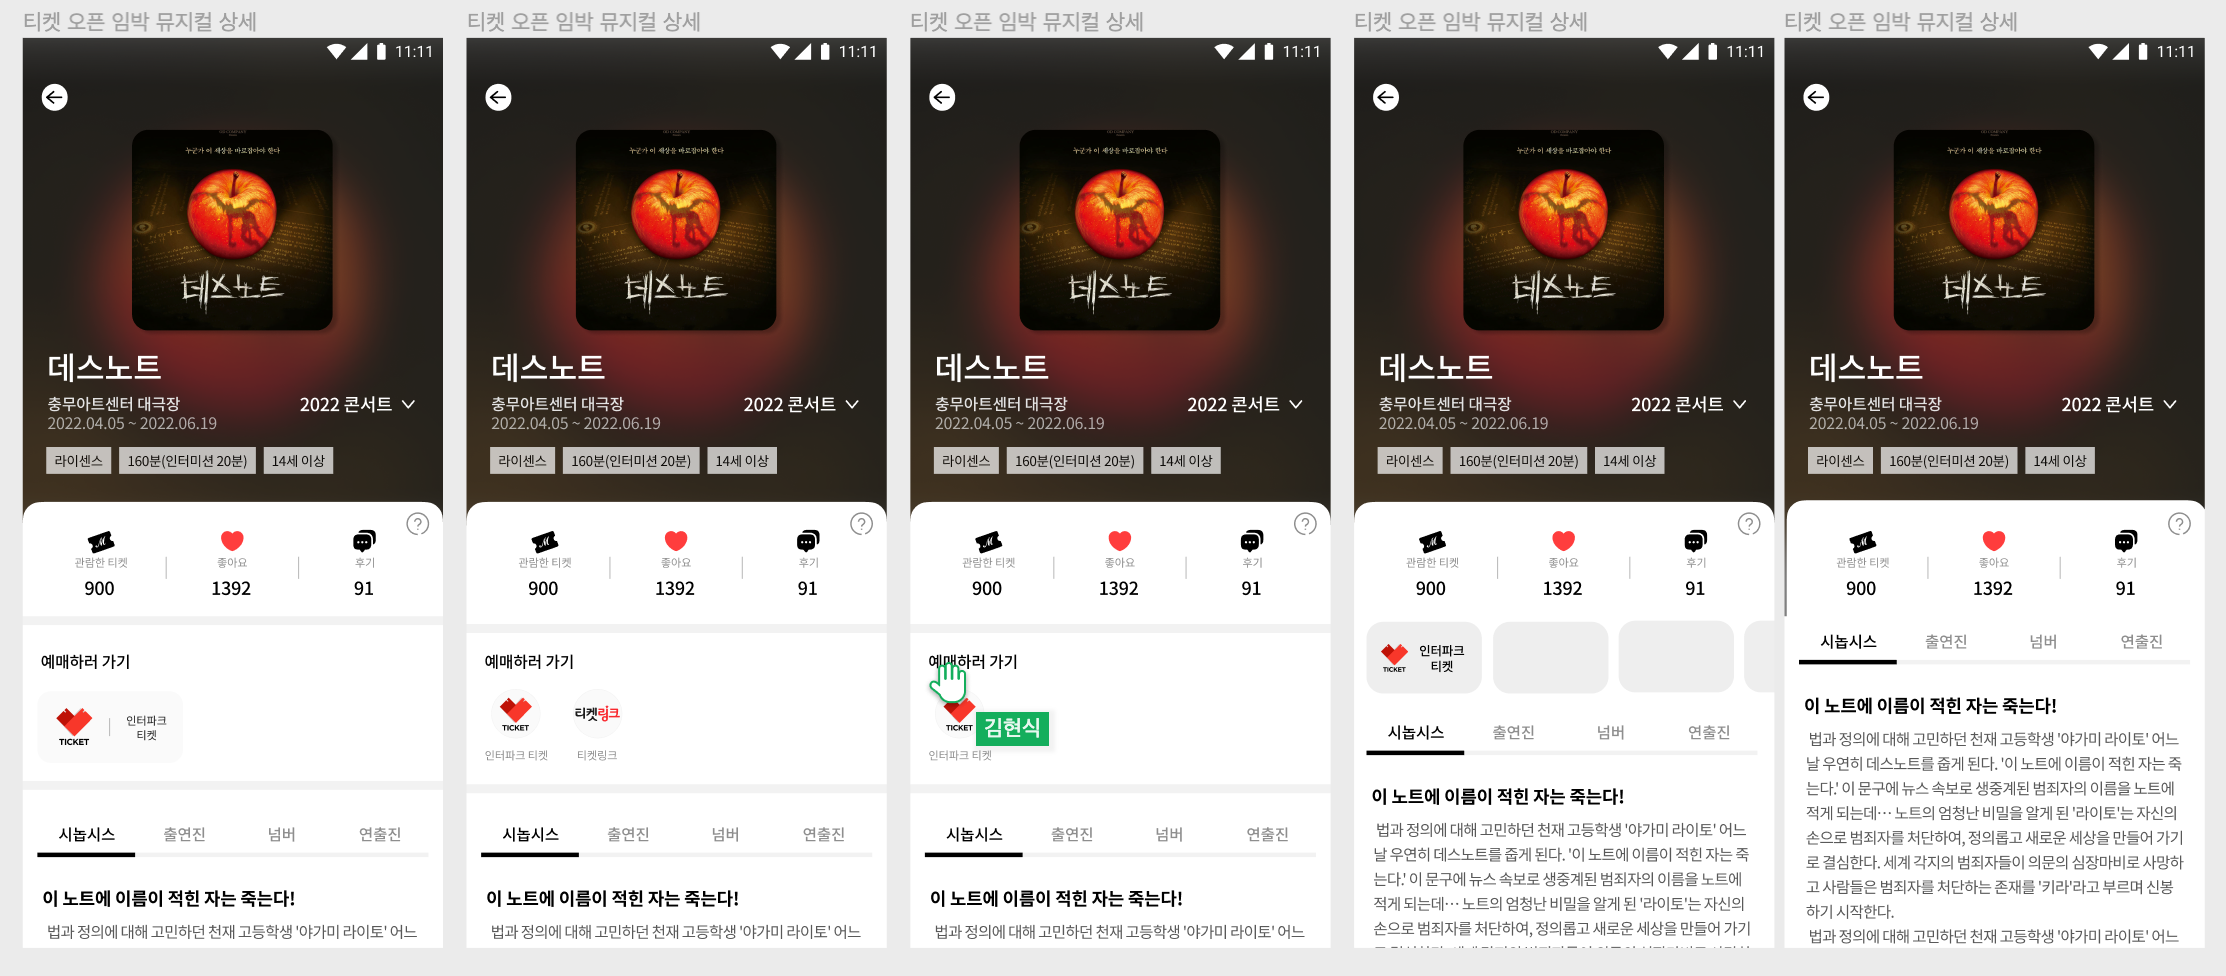 티켓 오픈 임박 뮤지컬 상세
11:11
누군가 이 세상을 바로잡아야 한다
데스노트
데스노트
충무아트센터 대극장
2022 콘서트
2022.04.05 ~ 2022.06.19
라이센스
160분(인터미션 20분)
14세 이상
?
관람한 티켓
좋아요
후기
900
1392
91
예매하러 가기
TICKET
인터파크
티켓
시놉시스
출연진
넘버
연출진
이 노트에 이름이 적힌 자는 죽는다!
법과 정의에 대해 고민하던 천재 고등학생 '야가미 라이토' 어느
티켓 오픈 임박 뮤지컬 상세
11:11
누군가 이 세상을 바로잡아야 한다
데스노트
데스노트
충무아트센터 대극장
2022 콘서트
2022.04.05 ~ 2022.06.19
라이센스
160분(인터미션 20분)
14세 이상
?
관람한 티켓
좋아요
후기
900
1392
91
예매하러 가기
TICKET
티켓링크
인터파크 티켓
티켓링크
시놉시스
출연진
넘버
연출진
이 노트에 이름이 적힌 자는 죽는다!
법과 정의에 대해 고민하던 천재 고등학생 '야가미 라이토' 어느
티켓 오픈 임박 뮤지컬 상세
11:11
누군가 이 세상을 바로잡아야 한다
데스노트
데스노트
충무아트센터 대극장
2022 콘서트
2022.04.05 ~ 2022.06.19
라이센스
160분(인터미션 20분)
14세 이상
?
관람한 티켓
좋아요
후기
900
1392
91
예매하러 가기
TICKET
김현식
인터파크 티켓
시놉시스
출연진
넘버
연출진
이 노트에 이름이 적힌 자는 죽는다!
법과 정의에 대해 고민하던 천재 고등학생 '야가미 라이토' 어느
티켓 오픈 임박 뮤지컬 상세
11:11
누군가 이 세상을 바로잡아야 한다
데스노트
데스노트
충무아트센터 대극장
2022 콘서트
2022.04.05 ~ 2022.06.19
라이센스
160분(인터미션 20분)
14세 이상
?
관람한 티켓
좋아요
후기
900
1392
91
TICKET
인터파크
티켓
시놉시스
출연진
넘버
연출진
이 노트에 이름이 적힌 자는 죽는다!
법과 정의에 대해 고민하던 천재 고등학생 '야가미 라이토' 어느
날 우연히 데스노트를 줍게 된다. '이 노트에 이름이 적힌 자는 죽
는다.' 이 문구에 뉴스 속보로 생중계된 범죄자의 이름을 노트에
적게 되는데… 노트의 엄청난 비밀을 알게 된 '라이토'는 자신의
손으로 범죄자를 처단하여, 정의롭고 새로운 세상을 만들어 가기
티켓 오픈 임박 뮤지컬 상세
11:11
누군가 이 세상을 바로잡아야 한다
데스노트
데스노트
충무아트센터 대극장
2022 콘서트
2022.04.05 ~ 2022.06.19
라이센스
160분(인터미션 20분)
14세 이상
?
관람한 티켓
좋아요
후기
900
1392
91
시놉시스
출연진
넘버
연출진
이 노트에 이름이 적힌 자는 죽는다!
법과 정의에 대해 고민하던 천재 고등학생 '야가미 라이토' 어느
날 우연히 데스노트를 줍게 된다. '이 노트에 이름이 적힌 자는 죽
는다.' 이 문구에 뉴스 속보로 생중계된 범죄자의 이름을 노트에
적게 되는데… 노트의 엄청난 비밀을 알게 된 '라이토'는 자신의
손으로 범죄자를 처단하여, 정의롭고 새로운 세상을 만들어 가기
로 결심한다. 세계 각지의 범죄자들이 의문의 심장마비로 사망하
고 사람들은 범죄자를 처단하는 존재를 '키라'라고 부르며 신봉
하기 시작한다.
법과 정의에 대해 고민하던 천재 고등학생 '야가미 라이토' 어느